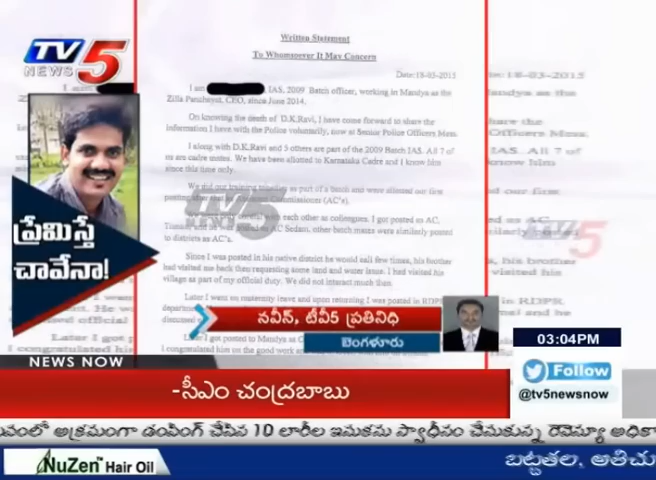 TV5
NEWS
Written Statement
To Whomsoever It May Concern
Date:18-03-2015
I am , IAS, 2009 Batch officer, working in Mandya as the
Zilla Panchayat, CEO, since June 2014.
On knowing the death of D.K.Ravi, I have come forward to share the
Information I have with the Police voluntarily, now at Senior Police Officers Mess.
I along with D.K.Ravi and 5 others are part of the 2009 Batch IAS. All 7 of
us are cadre mates. We have been allotted to Karnataka Cadre and I know him
since this time only.
We did our training together as part of a batch and were allotted our first
each other as colleagues. I got posted as AC,
as AC Sedam, other batch mates were similarly posted
to districts as AC's.
Since I was posted in his native district he would call few times, his brother
had visited me back then requesting some land and water issue. I had visited his
village as part of my official duty. We did not interact much then.
Later I went on maternity leave and upon returning I was posted in RDPR
Later I got posted to Mandya as C
I congratulated him on the good work and
TV5
NEWS
TV5
ప్రేమిస్తే
చావేనా!
నవీన్, టీవీ5 ప్రతినిధి
బెంగళూరు
NEWS NOW
03:04PM
-సీఎం చంద్రబాబు
Follow
@tv5newsnow
వంలో అక్రమంగా డంపింగ్ చేసిన 10 లారీల ఇసుకను స్వాధీనం చేసుకున్న రెవెన్యూ అధికా
NuZen Hair Oil
బట్టతల, అతిచు